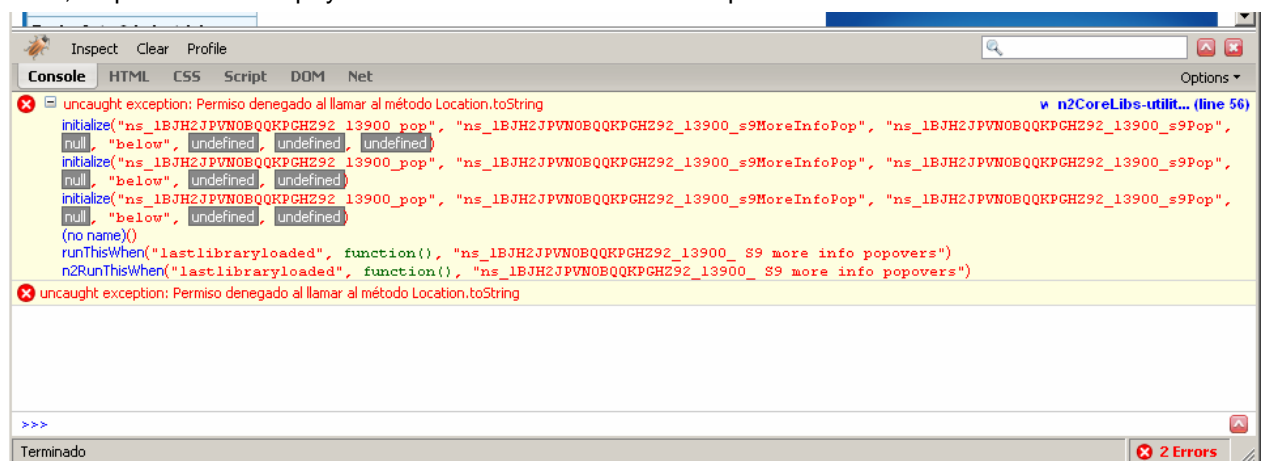 Inspect Clear Profile
Console HTML CSS Script DOM Net Options
uncaught exception: Permiso denegado al llamar al método Location.toString n2CoreLibs-utilit... (line 56)
initialize("ns_1BJH2JPVN0BQQKPGHZ92_13900_pop", "ns_1BJH2JPVN0BQQKPGHZ92_13900_s9MoreInfoPop", "ns_1BJH2JPVN0BQQKPGHZ92_13900_s9Pop",
null, "below", undefined, undefined, undefined)
initialize("ns_1BJH2JPVN0BQQKPGHZ92_13900_pop", "ns_1BJH2JPVN0BQQKPGHZ92_13900_s9MoreInfoPop", "ns_1BJH2JPVN0BQQKPGHZ92_13900_s9Pop",
null, "below", undefined, undefined)
initialize("ns_1BJH2JPVN0BQQKPGHZ92_13900_pop", "ns_1BJH2JPVN0BQQKPGHZ92_13900_s9MoreInfoPop", "ns_1BJH2JPVN0BQQKPGHZ92_13900_s9Pop",
null, "below", undefined, undefined)
(no name)()
runThisWhen("lastlibraryloaded", function(), "ns_1BJH2JPVN0BQQKPGHZ92_13900_ S9 more info popovers")
n2RunThisWhen("lastlibraryloaded", function(), "ns_1BJH2JPVN0BQQKPGHZ92_13900_ S9 more info popovers")
uncaught exception: Permiso denegado al llamar al método Location.toString
>>>
Terminado 2 Errors